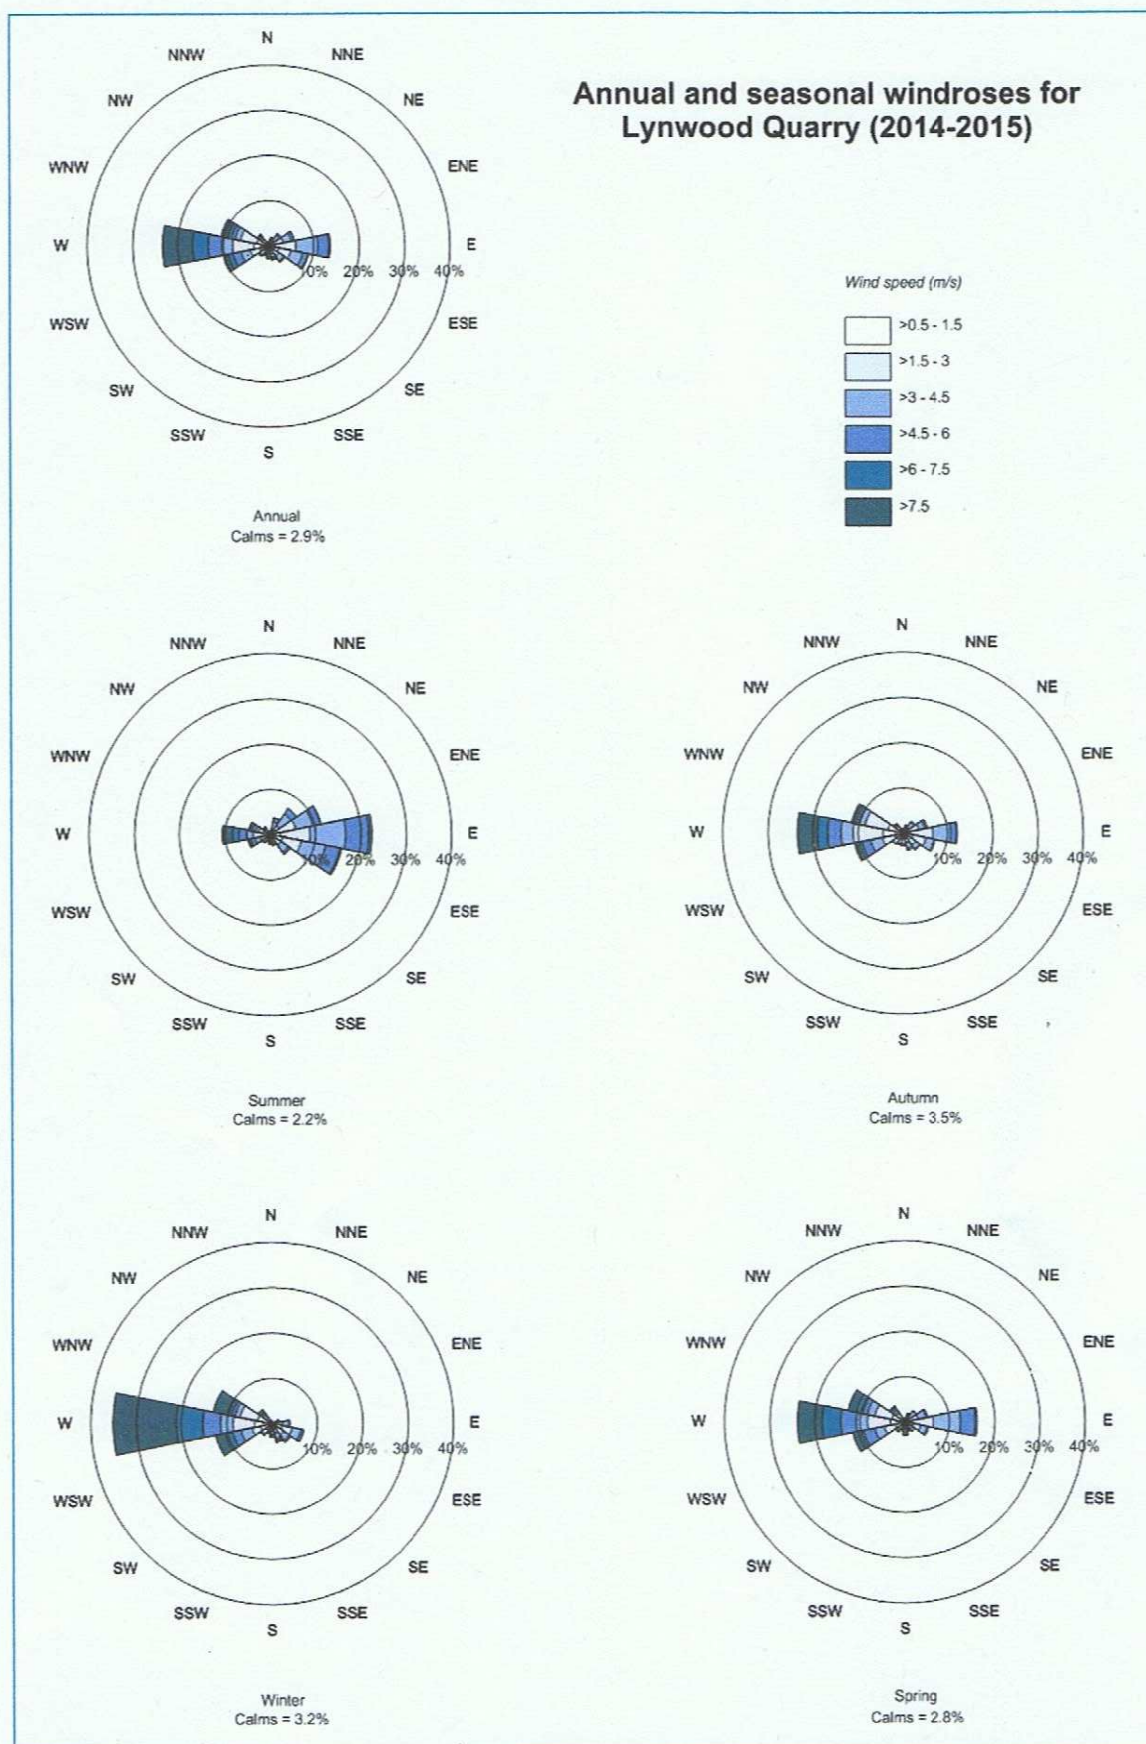 Annual and seasonal windroses for
Lynwood Quarry (2014-2015)
N
NNW
NNE
NW
NE
WNW
ENE
W
E
0% 20% 30% 40%
WSW
ESE
SW
SE
SSW
SSE
S
Annual
Calms = 2.9%
Wind speed (m/s)
>0.5 - 1.5
>1.5 - 3
>3 - 4.5
>4.5 - 6
>6 - 7.5
>7.5
N
NNW
NNE
NW
NE
WNW
ENE
W
E
10% 20% 30% 40%
WSW
ESE
SW
SE
SSW
SSE
S
Summer
Calms = 2.2%
N
NNW
NNE
NW
NE
WNW
ENE
W
E
10% 20% 30% 40%
WSW
ESE
SW
SE
SSW
SSE
S
Autumn
Calms = 3.5%
N
NNW
NNE
NW
NE
WNW
ENE
W
E
10% 20% 30% 40%
WSW
ESE
SW
SE
SSW
SSE
S
Winter
Calms = 3.2%
N
NNW
NNE
NW
NE
WNW
ENE
W
E
10% 20% 30% 40%
WSW
ESE
SW
SE
SSW
SSE
S
Spring
Calms = 2.8%